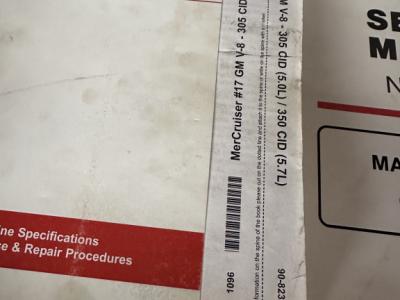 ne Specifications
e & Repair Procedures
MerCruiser #17 GM V-8 - 305 CID
1096
M V-8 - 305 CID (5.0L) / 350 CID (5.7L)
90-823
SE
M
N
MA